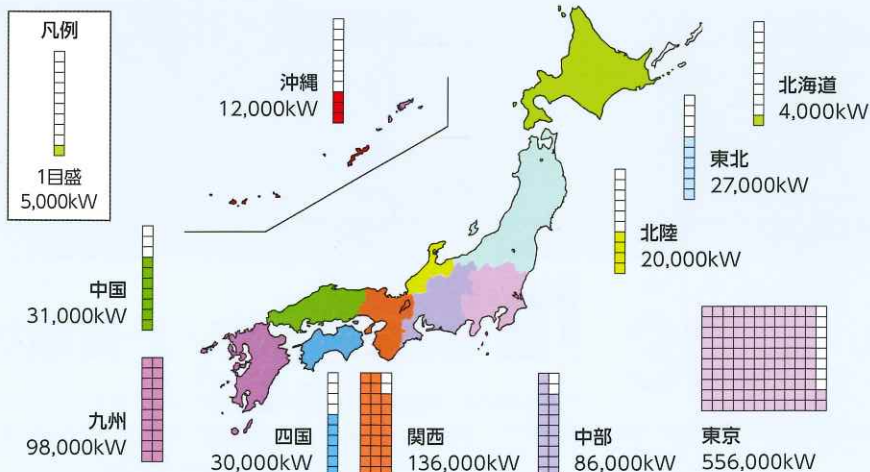 凡例
1目盛
5,000kW
沖縄
12,000kW
北海道
4,000kW
東北
27,000kW
北陸
20,000kW
中国
31,000kW
九州
98,000kW
四国
30,000kW
関西
136,000kW
中部
86,000kW
東京
556,000kW